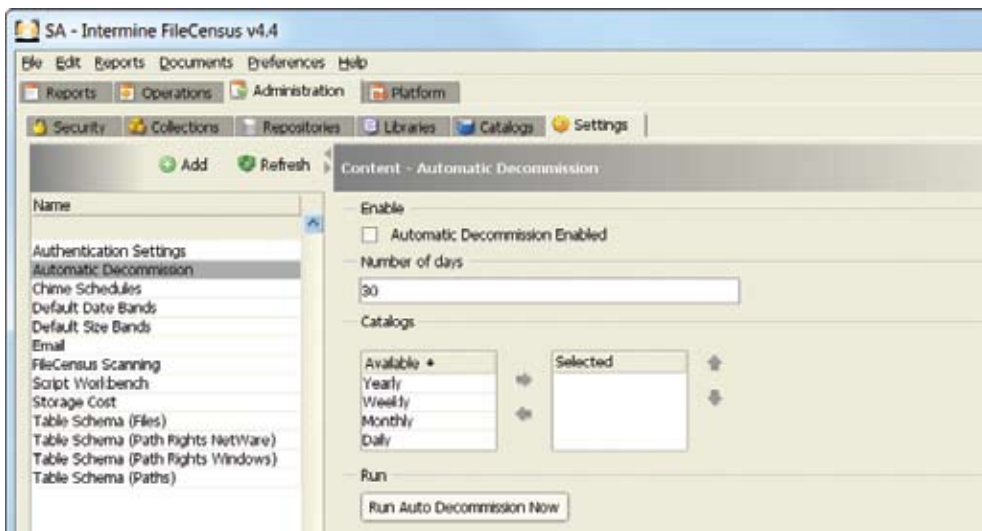 SA - Intermine FileCensus v4.4
File Edit Reports Documents Preferences Help
Reports Operations Administration Platform
Security Collections Repositories Libraries Catalogs Settings
Add Refresh
Content - Automatic Decommission
Name
Authentication Settings
Automatic Decommission
Chime Schedules
Default Date Bands
Default Size Bands
Email
FileCensus Scanning
Script Workbench
Storage Cost
Table Schema (Files)
Table Schema (Path Rights NetWare)
Table Schema (Path Rights Windows)
Table Schema (Paths)
Enable
Automatic Decommission Enabled
Number of days
30
Catalogs
Available
Yearly
Weekly
Monthly
Daily
Selected
Run
Run Auto Decommission Now